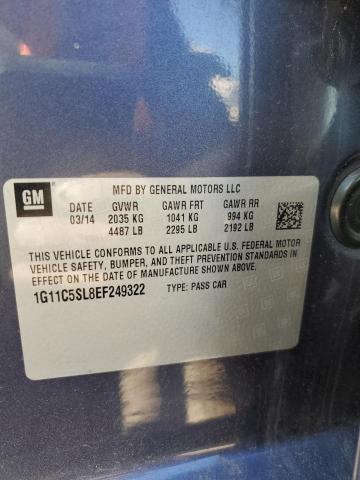 GM
MFD BY GENERAL MOTORS LLC
DATE GVWR GAWR FRT GAWR RR
03/14 2035 KG 1041 KG 994 KG
4487 LB 2295 LB 2192 LB
THIS VEHICLE CONFORMS TO ALL APPLICABLE U.S. FEDERAL MOTOR
VEHICLE SAFETY, BUMPER, AND THEFT PREVENTION STANDARDS IN
EFFECT ON THE DATE OF MANUFACTURE SHOWN ABOVE.
1G11C5SL8EF249322 TYPE: PASS CAR